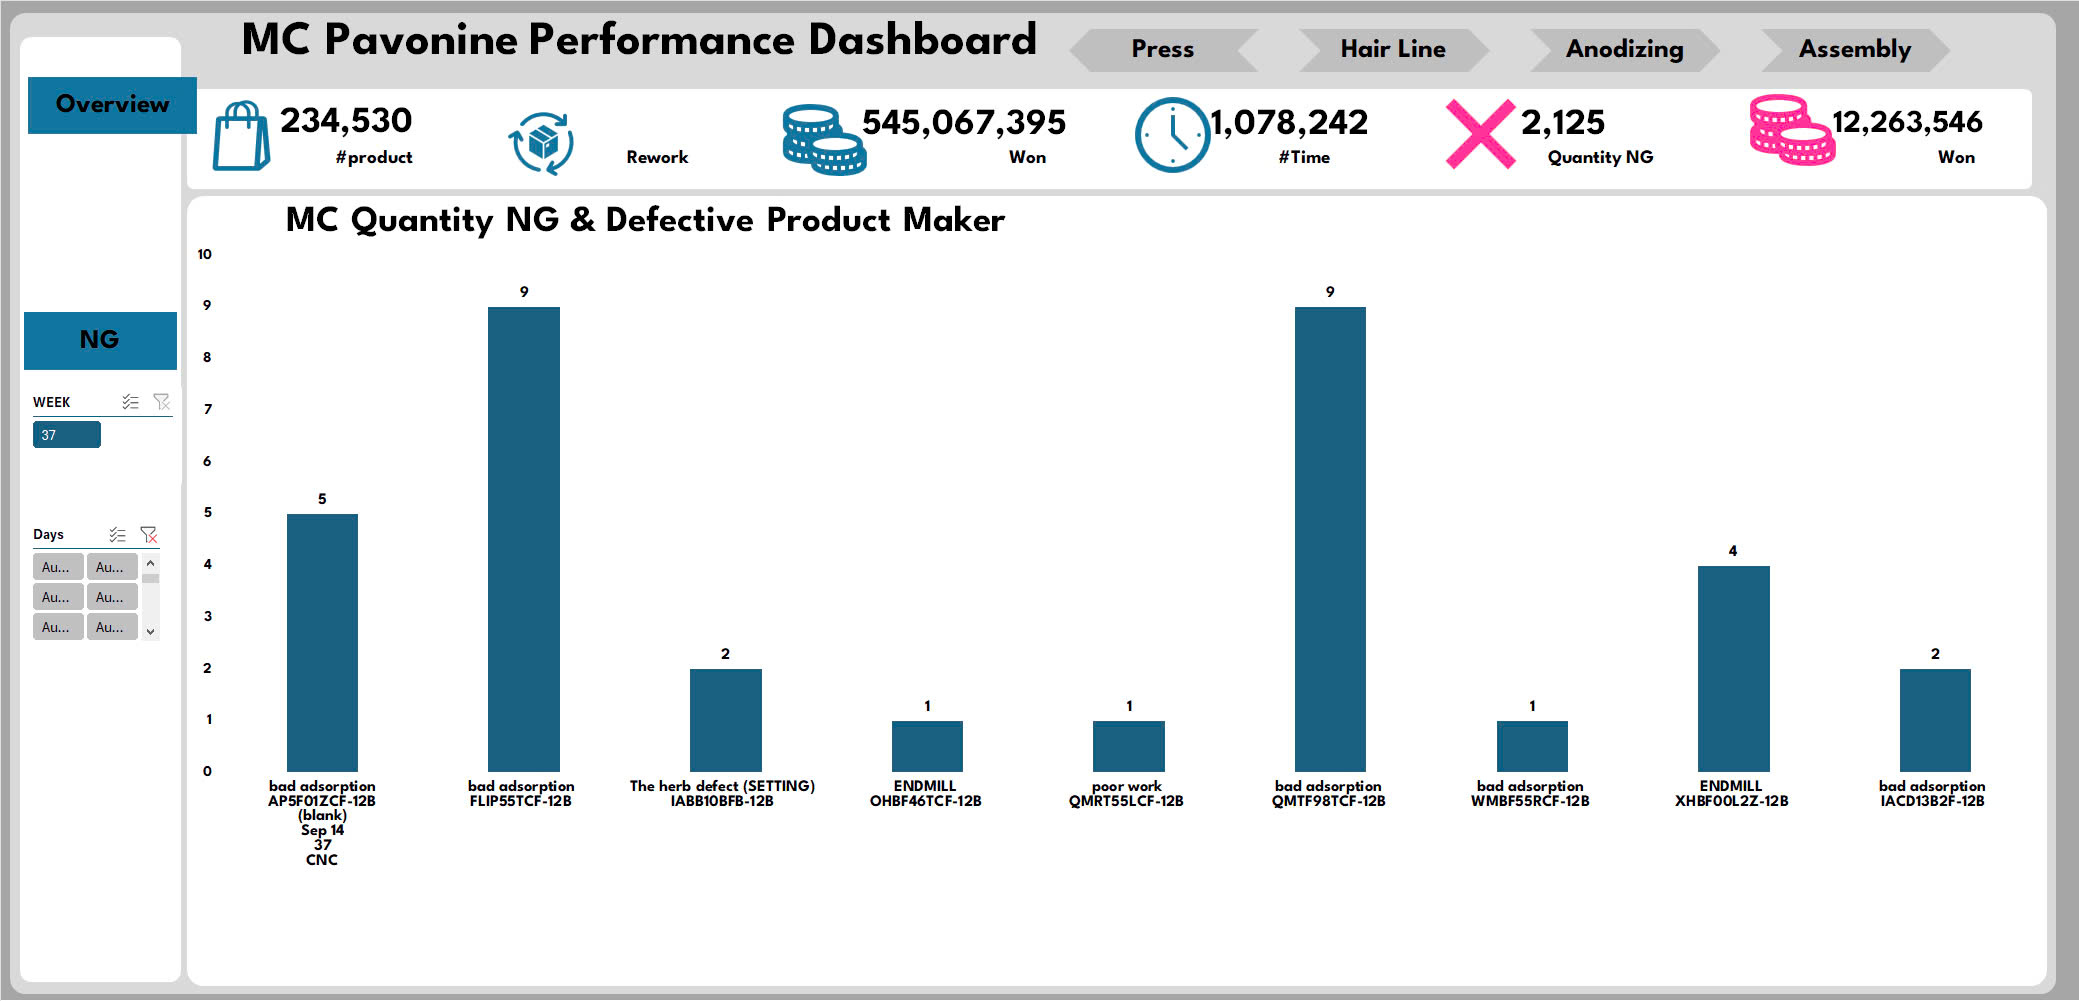 MC Pavonine Performance Dashboard
Press
Hair Line
Anodizing
Assembly
Overview
234,530
#product
Rework
545,067,395
Won
1,078,242
#Time
2,125
Quantity NG
12,263,546
Won
MC Quantity NG & Defective Product Maker
NG
WEEK
37
Days
Au... Au...
Au... Au...
Au... Au...
10
9
8
7
6
5
4
3
2
1
0
5
9
2
1
1
9
1
4
2
bad adsorption
AP5F01ZCF-12B
(blank)
Sep 14
37
CNC
bad adsorption
FLIP55TCF-12B
The herb defect (SETTING)
IABB10BFB-12B
ENDMILL
OHBF46TCF-12B
poor work
QMRT55LCF-12B
bad adsorption
QMTF98TCF-12B
bad adsorption
WMBF55RCF-12B
ENDMILL
XHBF00L2Z-12B
bad adsorption
IACD13B2F-12B